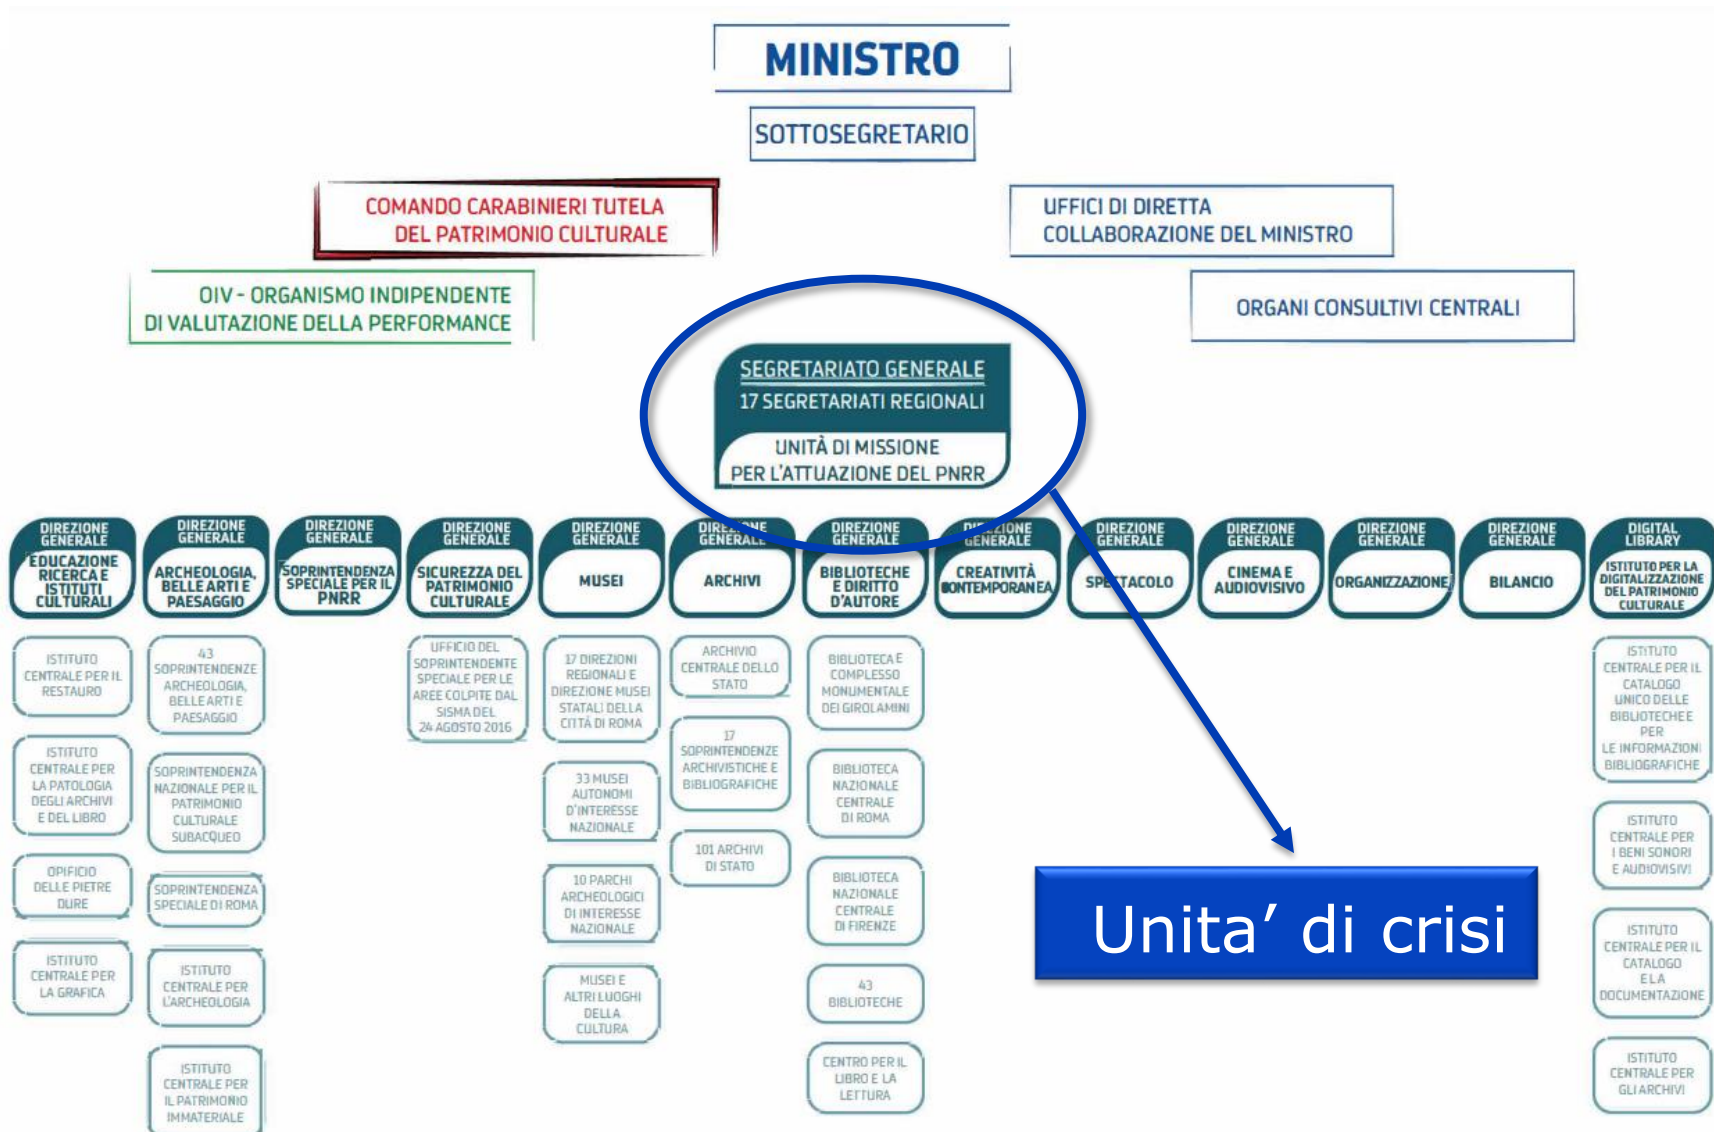 MINISTRO
SOTTOSEGRETARIO
COMANDO CARABINIERI TUTELA
DEL PATRIMONIO CULTURALE
UFFICI DI DIRETTA
COLLABORAZIONE DEL MINISTRO
OIV - ORGANISMO INDIPENDENTE
DI VALUTAZIONE DELLA PERFORMANCE
ORGANI CONSULTIVI CENTRALI
SEGRETARIATO GENERALE
17 SEGRETARIATI REGIONALI
UNITÀ DI MISSIONE
PER L'ATTUAZIONE DEL PNRR
DIREZIONE
GENERALE
EDUCAZIONE
RICERCA E
ISTITUTI
CULTURALI
ISTITUTO
CENTRALE PER IL
RESTAURO
ISTITUTO
CENTRALE PER
LA PATOLOGIA
DEGLI ARCHIVI
E DEL LIBRO
OPIFICIO
DELLE PIETRE
DURE
ISTITUTO
CENTRALE PER
LA GRAFICA
DIREZIONE
GENERALE
ARCHEOLOGIA,
BELLE ARTI E
PAESAGGIO
43
SOPRINTENDENZE
ARCHEOLOGIA,
BELLE ARTI E
PAESAGGIO
SOPRINTENDENZA
NAZIONALE PER IL
PATRIMONIO
CULTURALE
SUBACQUEO
SOPRINTENDENZA
SPECIALE DI ROMA
ISTITUTO
CENTRALE PER
L'ARCHEOLOGIA
ISTITUTO
CENTRALE PER
IL PATRIMONIO
IMMATERIALE
DIREZIONE
GENERALE
SOPRINTENDENZA
SPECIALE PER IL
PNRR
DIREZIONE
GENERALE
SICUREZZA DEL
PATRIMONIO
CULTURALE
UFFICIO DEL
SOPRINTENDENTE
SPECIALE PER LE
AREE COLPITE DAL
SISMA DEL
24 AGOSTO 2016
DIREZIONE
GENERALE
MUSEI
17 DIREZIONI
REGIONALI E
DIREZIONE MUSEI
STATALI DELLA
CITTÀ DI ROMA
33 MUSEI
AUTONOMI
D'INTERESSE
NAZIONALE
10 PARCHI
ARCHEOLOGICI
DI INTERESSE
NAZIONALE
MUSEI E
ALTRI LUOGHI
DELLA
CULTURA
DIREZIONE
GENERALE
ARCHIVI
ARCHIVIO
CENTRALE DELLO
STATO
17
SOPRINTENDENZE
ARCHIVISTICHE E
BIBLIOGRAFICHE
101 ARCHIVI
DI STATO
DIREZIONE
GENERALE
BIBLIOTECHE
E DIRITTO
D'AUTORE
BIBLIOTECA E
COMPLESSO
MONUMENTALE
DEI GIROLAMINI
BIBLIOTECA
NAZIONALE
CENTRALE
DI ROMA
BIBLIOTECA
NAZIONALE
CENTRALE
DI FIRENZE
43
BIBLIOTECHE
CENTRO PER IL
LIBRO E LA
LETTURA
DIREZIONE
GENERALE
CREATIVITÀ
CONTEMPORANEA
DIREZIONE
GENERALE
SPETTACOLO
DIREZIONE
GENERALE
CINEMA E
AUDIOVISIVO
DIREZIONE
GENERALE
ORGANIZZAZIONE
DIREZIONE
GENERALE
BILANCIO
DIGITAL
LIBRARY
ISTITUTO PER LA
DIGITALIZZAZIONE
DEL PATRIMONIO
CULTURALE
ISTITUTO
CENTRALE PER IL
CATALOGO
UNICO DELLE
BIBLIOTECHE E
PER
LE INFORMAZIONI
BIBLIOGRAFICHE
ISTITUTO
CENTRALE PER
I BENI SONORI
E AUDIOVISIVI
ISTITUTO
CENTRALE PER IL
CATALOGO
E LA
DOCUMENTAZIONE
ISTITUTO
CENTRALE PER
GLI ARCHIVI
Unita' di crisi